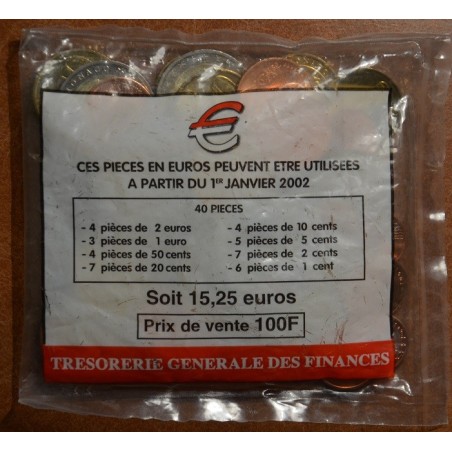 CES PIECES EN EUROS PEUVENT ETRE UTILISEES
A PARTIR DU 1ER JANVIER 2002
40 PIECES
- 4 pièces de 2 euros
- 3 pièces de 1 euro
- 4 pièces de 50 cents
- 7 pièces de 20 cents
- 4 pièces de 10 cents
- 5 pièces de 5 cents
- 7 pièces de 2 cents
- 6 pièces de 1 cent
Soit 15,25 euros
Prix de vente 100F
TRESORERIE GENERALE DES FINANCES